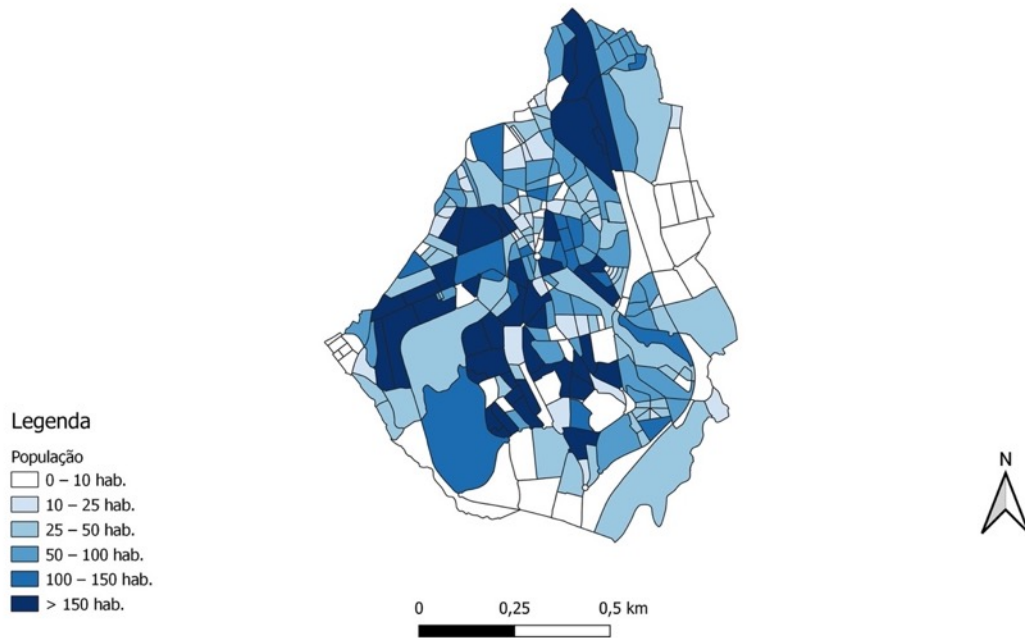 Legenda
População
0 – 10 hab.
10 – 25 hab.
25 – 50 hab.
50 – 100 hab.
100 – 150 hab.
> 150 hab.
N
0 0,25 0,5 km